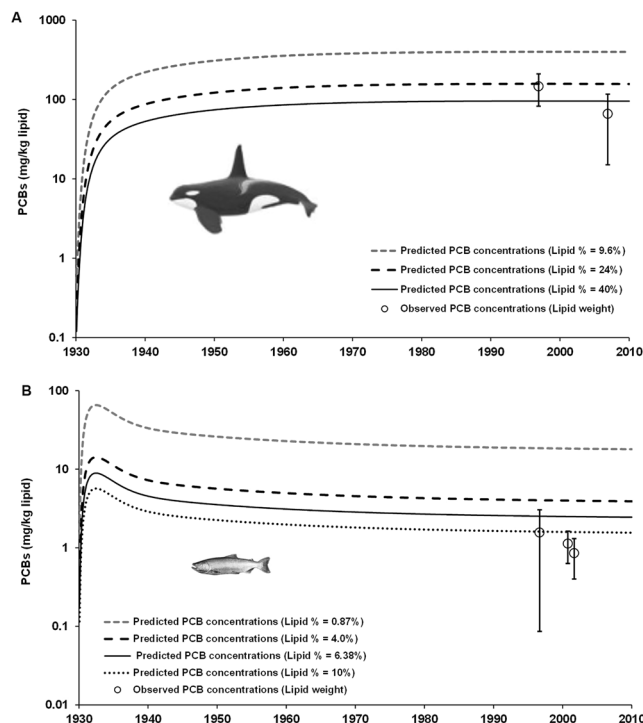 A
1000
100
10
1
0.1
PCBs (mg/kg lipid)
Predicted PCB concentrations (Lipid % = 9.6%)
Predicted PCB concentrations (Lipid % = 24%)
Predicted PCB concentrations (Lipid % = 40%)
Observed PCB concentrations (Lipid weight)
1930 1940 1950 1960 1970 1980 1990 2000 2010
B
100
10
1
0.1
0.01
PCBs (mg/kg lipid)
Predicted PCB concentrations (Lipid % = 0.87%)
Predicted PCB concentrations (Lipid % = 4.0%)
Predicted PCB concentrations (Lipid % = 6.38%)
Predicted PCB concentrations (Lipid % = 10%)
Observed PCB concentrations (Lipid weight)
1930 1940 1950 1960 1970 1980 1990 2000 2010